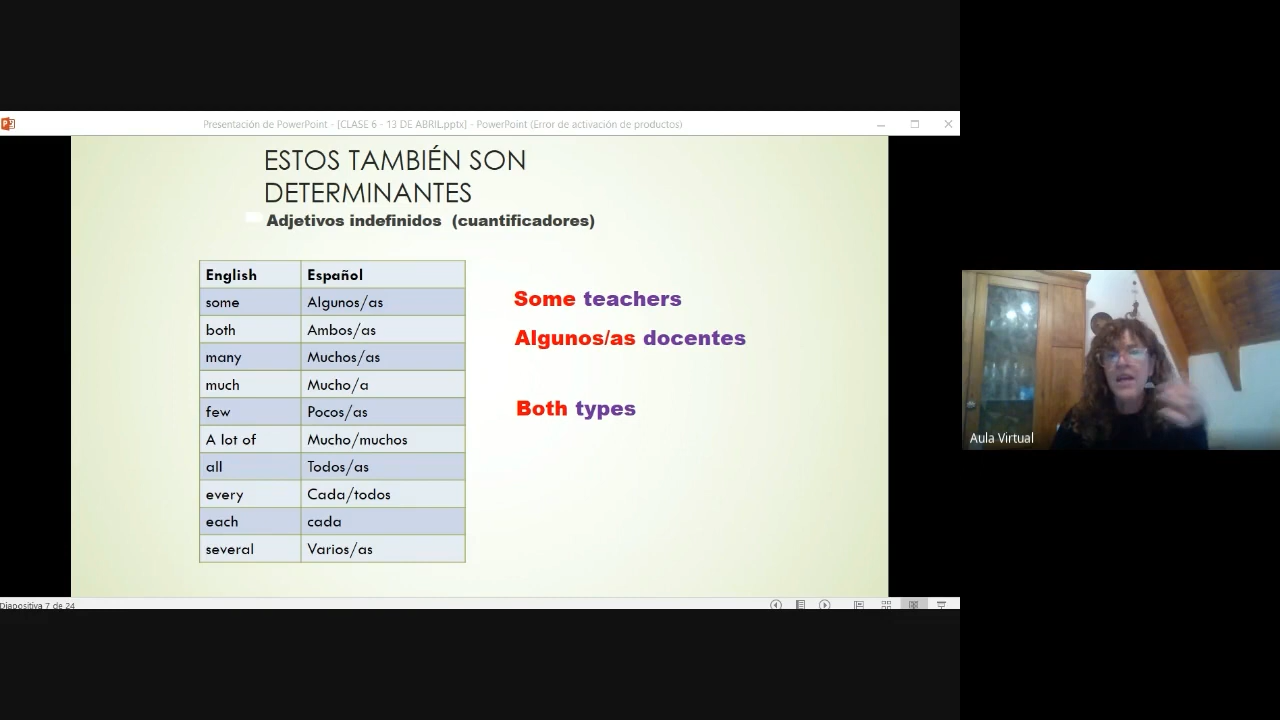 Presentación de PowerPoint - [CLASE 6 - 13 DE ABRIL.pptx] - PowerPoint (Error de activación de productos)
ESTOS TAMBIÉN SON
DETERMINANTES
Adjetivos indefinidos (cuantificadores)
English Español
some Algunos/as
both Ambos/as
many Muchos/as
much Mucho/a
few Pocos/as
A lot of Mucho/muchos
all Todos/as
every Cada/todos
each cada
several Varios/as
Some teachers
Algunos/as docentes
Both types
Aula Virtual
Diapositiva 7 de 24